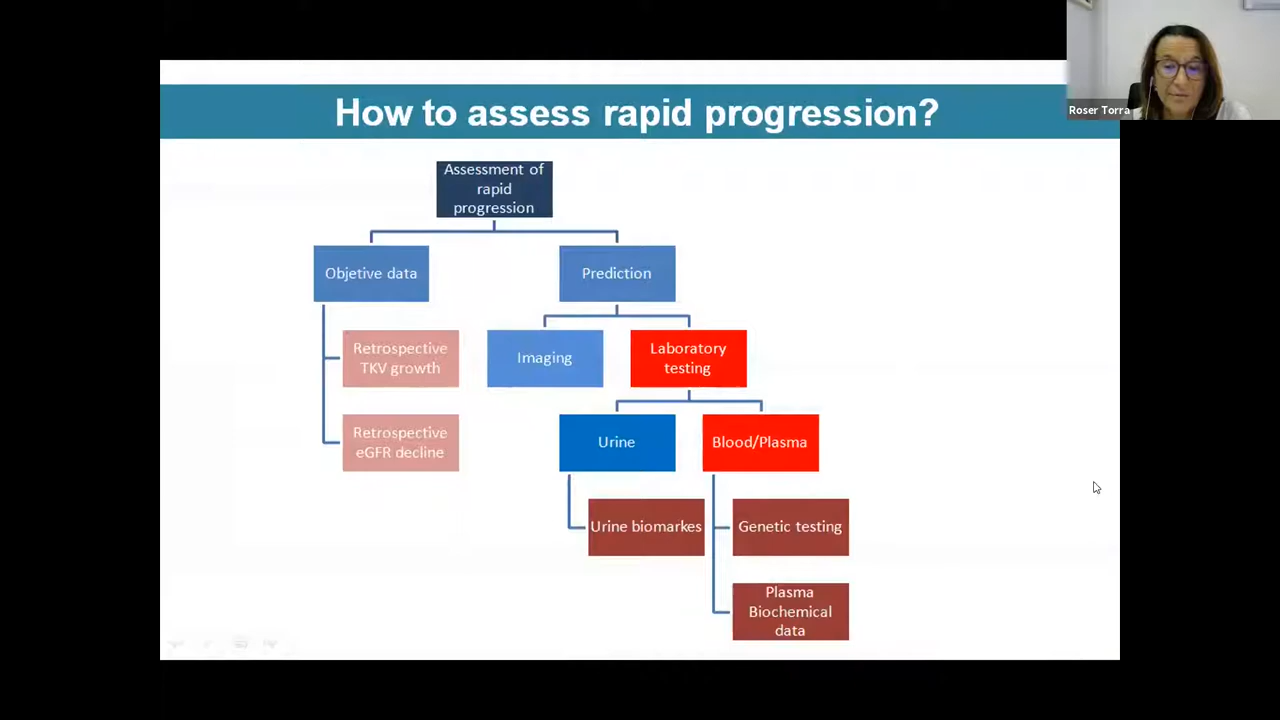 How to assess rapid progression?
Roser Torra
Assessment of
rapid
progression
Objetive data
Prediction
Retrospective
TKV growth
Imaging
Laboratory
testing
Retrospective
eGFR decline
Urine
Blood/Plasma
Urine biomarkes
Genetic testing
Plasma
Biochemical
data